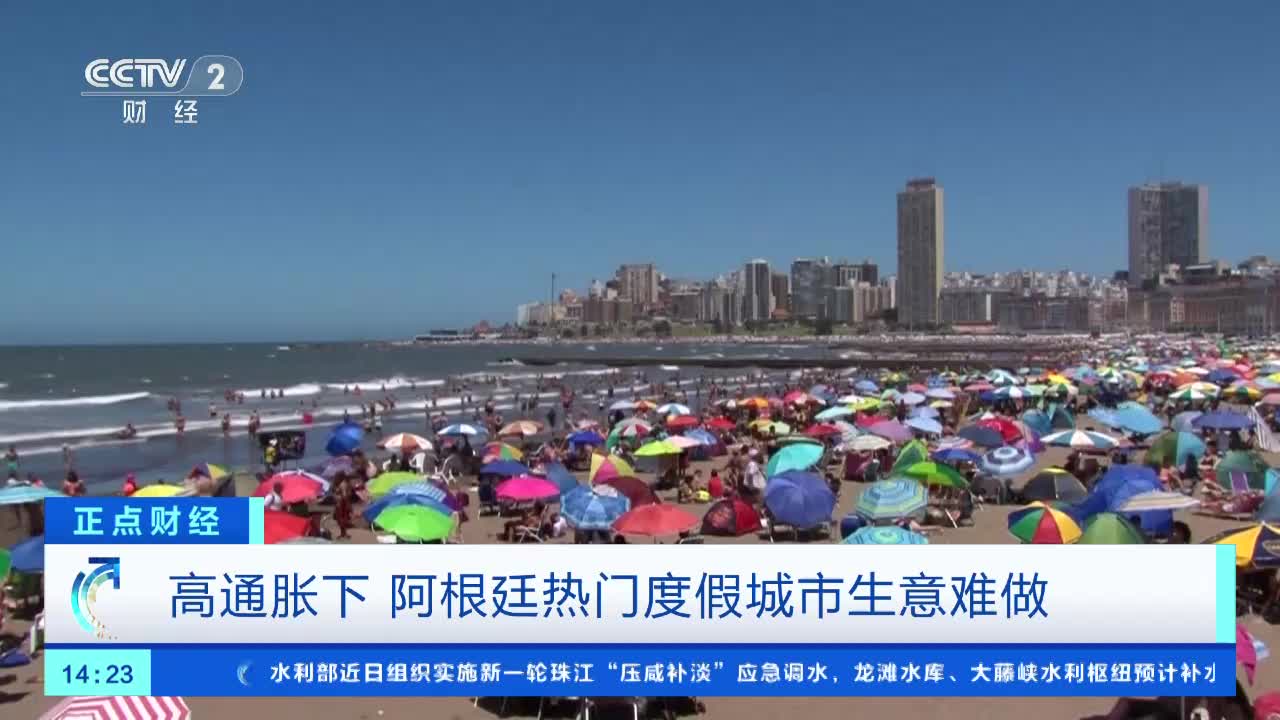 CCTV 2
财 经
正点财经
高通胀下 阿根廷热门度假城市生意难做
14:23
水利部近日组织实施新一轮珠江“压咸补淡”应急调水，龙滩水库、大藤峡水利枢纽预计补水